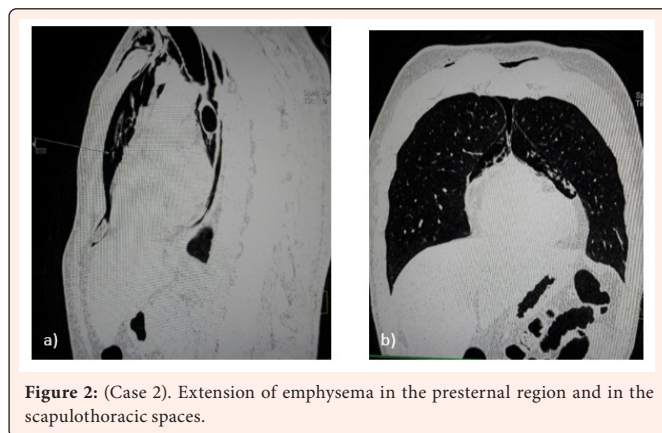 a)
b)
Figure 2: (Case 2). Extension of emphysema in the presternal region and in the
scapulothoracic spaces.